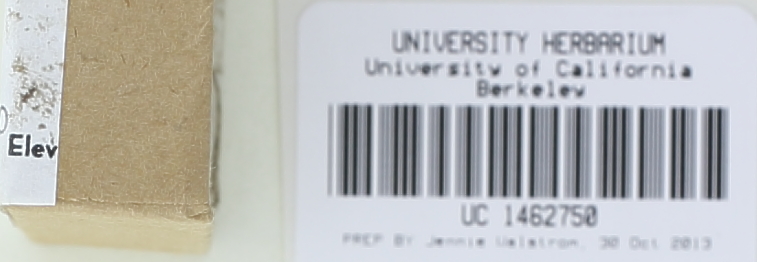 Elev
UNIVERSITY HERBARIUM
University of California
Berkeley
UC 1462750
PREP BY Jennie Walstrom, 30 Oct 2013